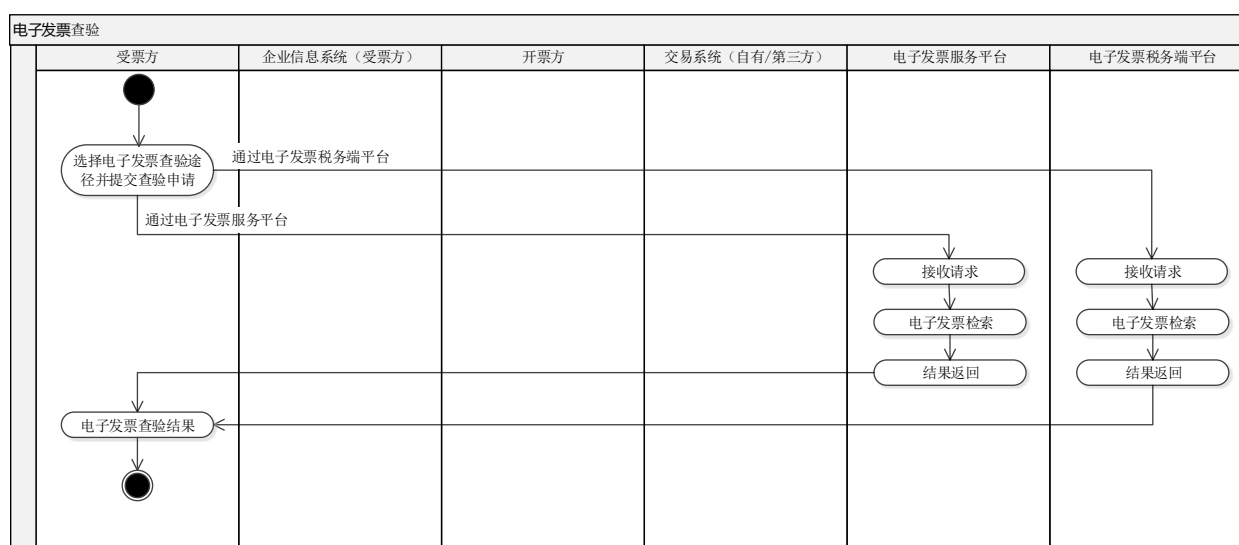 电子发票查验
受票方
企业信息系统（受票方）
开票方
交易系统（自有/第三方）
电子发票服务平台
电子发票税务端平台
选择电子发票查验途
径并提交查验申请
通过电子发票税务端平台
通过电子发票服务平台
接收请求
接收请求
电子发票检索
电子发票检索
结果返回
结果返回
电子发票查验结果